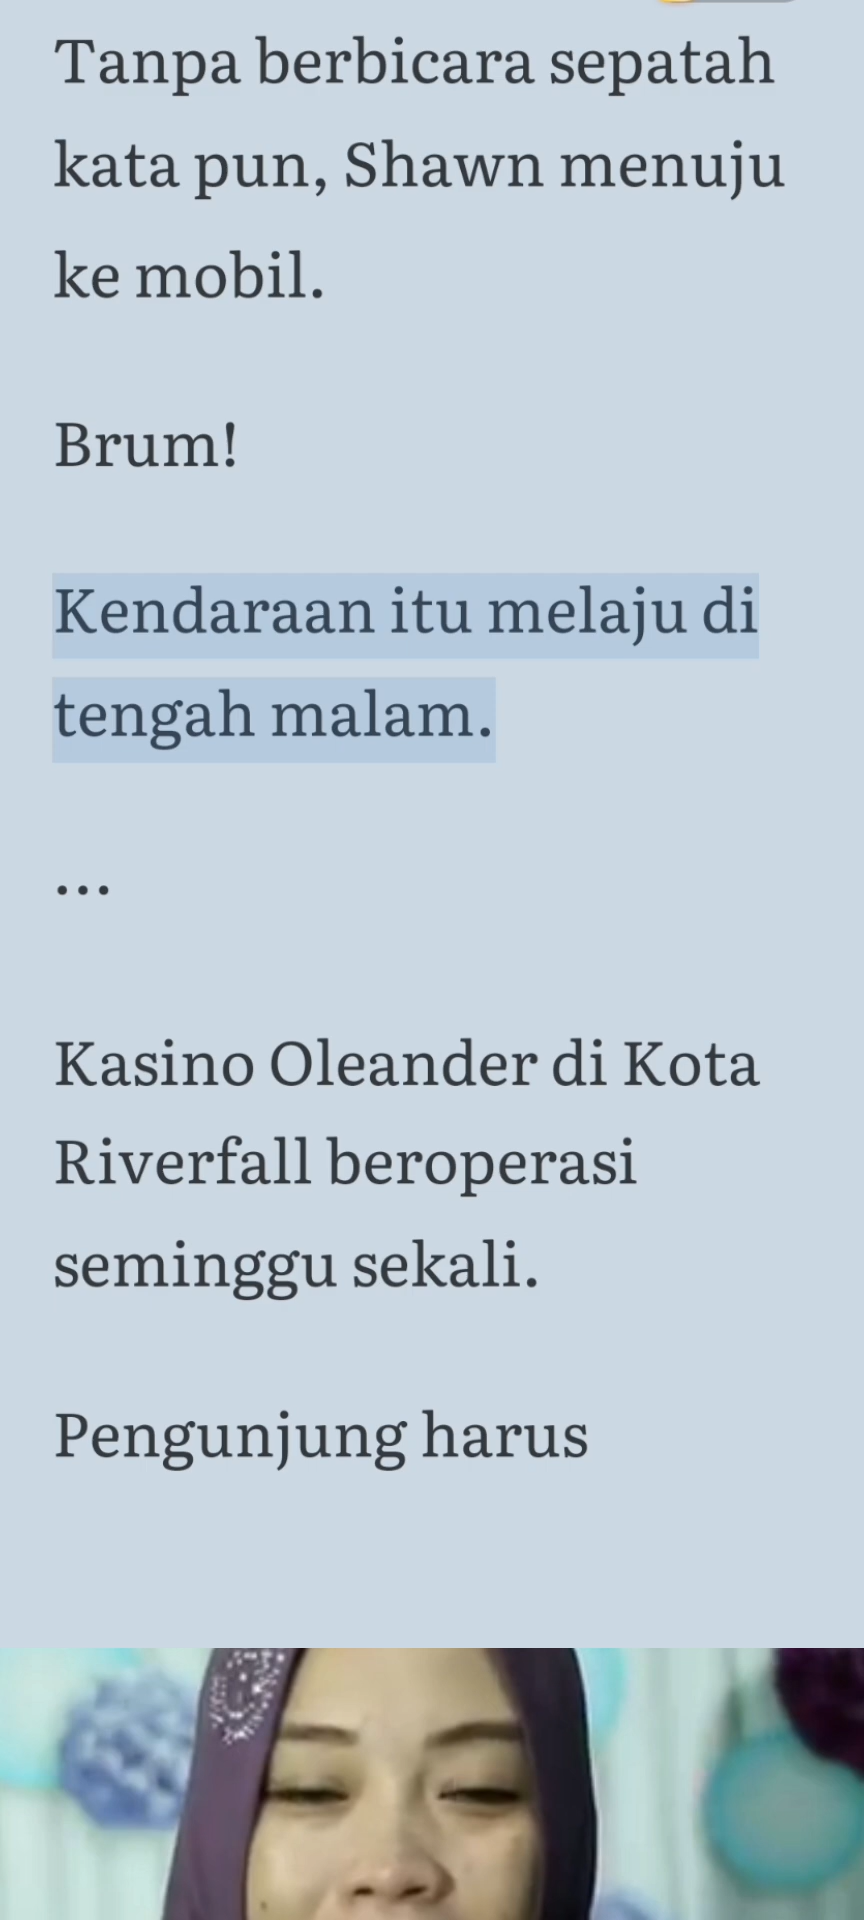 Tanpa berbicara sepatah
kata pun, Shawn menuju
ke mobil.
Brum!
Kendaraan itu melaju di
tengah malam.
...
Kasino Oleander di Kota
Riverfall beroperasi
seminggu sekali.
Pengunjung harus